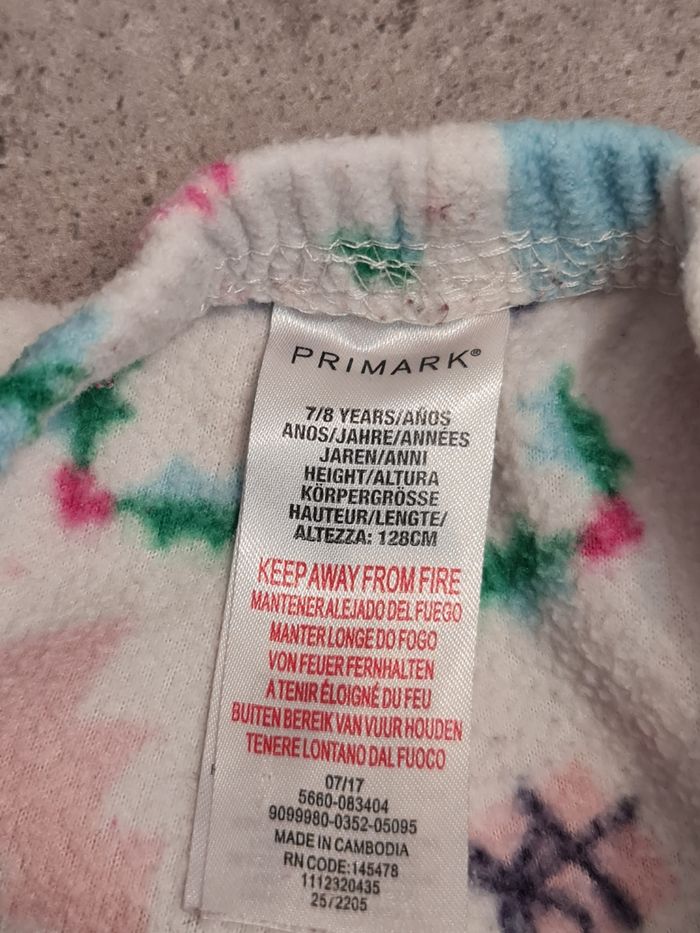 PRIMARK®
7/8 YEARS/AÑOS
ANOS/JAHRE/ANNÉES
JAREN/ANNI
HEIGHT/ALTURA
KÖRPERGRÖSSE
HAUTEUR/LENGTE/
ALTEZZA: 128CM
KEEP AWAY FROM FIRE
MANTENER ALEJADO DEL FUEGO
MANTER LONGE DO FOGO
VON FEUER FERNHALTEN
A TENIR ÉLOIGNÉ DU FEU
BUITEN BEREIK VAN VUUR HOUDEN
TENERE LONTANO DAL FUOCO
07/17
5660-083404
9099980-0352-05095
MADE IN CAMBODIA
RN CODE:145478
1112320435
2572205